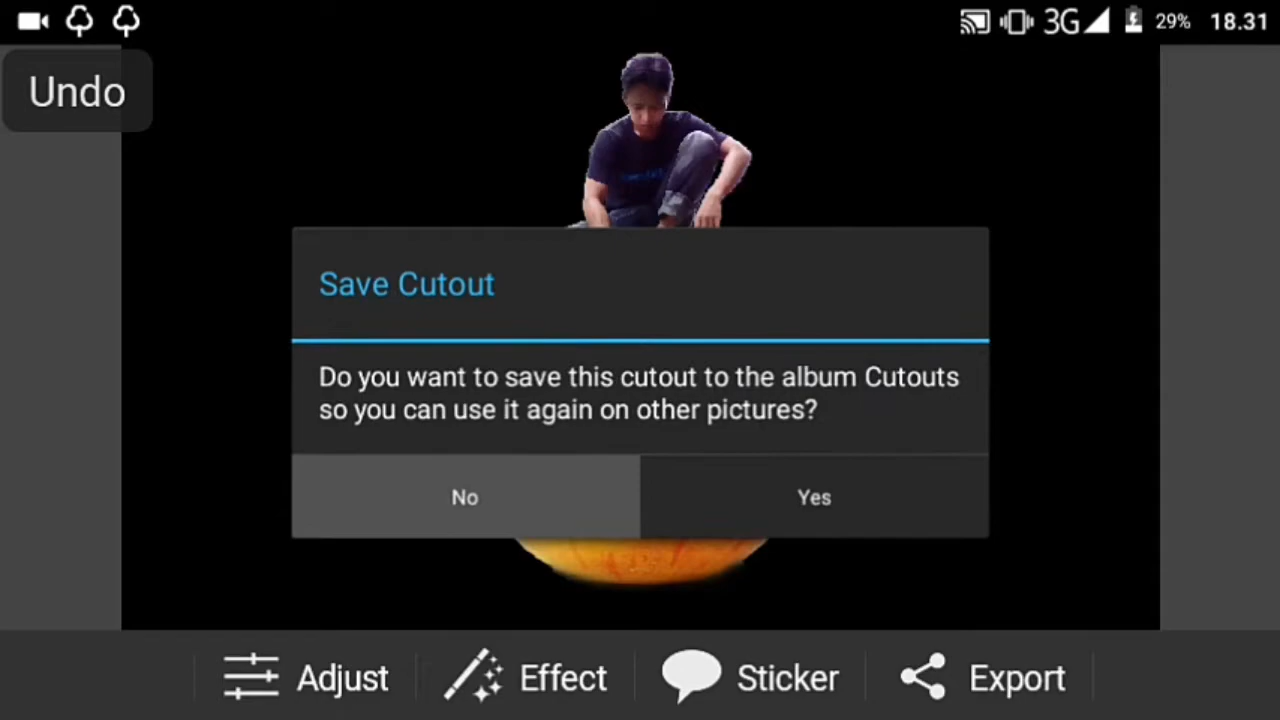 3G 29% 18.31
Undo
Save Cutout
Do you want to save this cutout to the album Cutouts
so you can use it again on other pictures?
No Yes
Adjust Effect Sticker Export